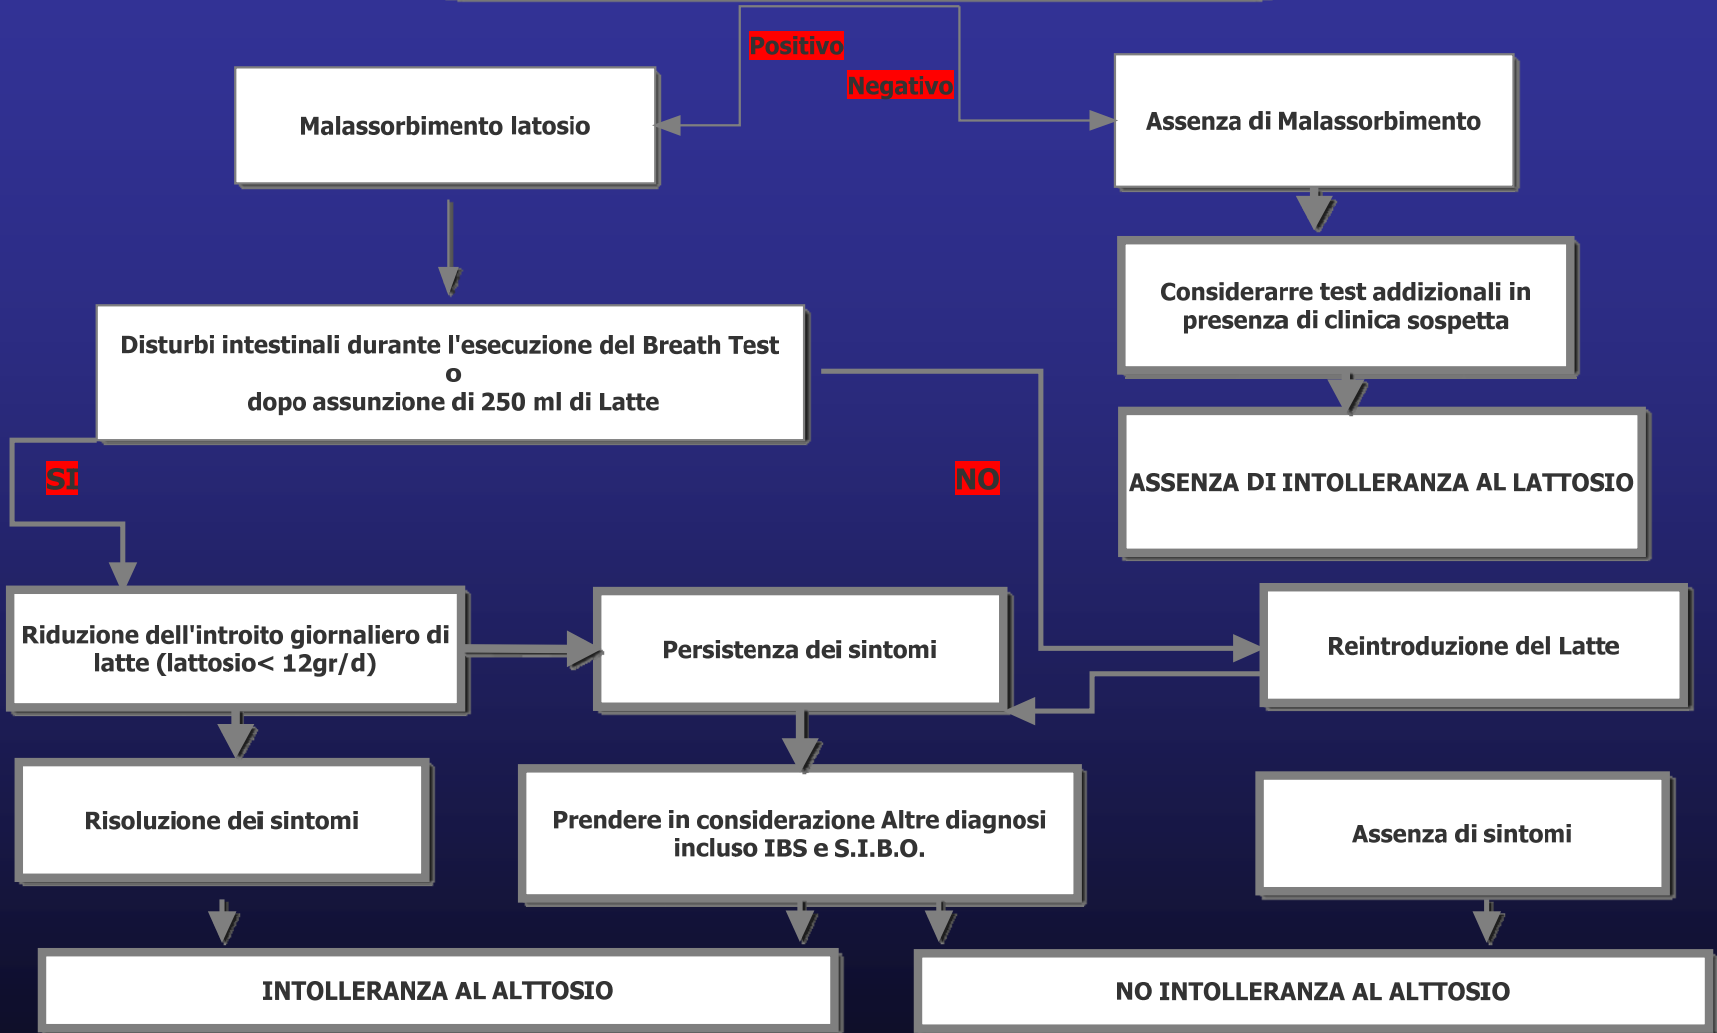 Positivo
Negativo
Malassorbimento latosio
Assenza di Malassorbimento
Considerarre test addizionali in
presenza di clinica sospetta
Disturbi intestinali durante l'esecuzione del Breath Test
o
dopo assunzione di 250 ml di Latte
SI
NO
ASSENZA DI INTOLLERANZA AL LATTOSIO
Riduzione dell'introito giornaliero di
latte (lattosio< 12gr/d)
Persistenza dei sintomi
Reintroduzione del Latte
Risoluzione dei sintomi
Prendere in considerazione Altre diagnosi
incluso IBS e S.I.B.O.
Assenza di sintomi
INTOLLERANZA AL ALTTOSIO
NO INTOLLERANZA AL ALTTOSIO